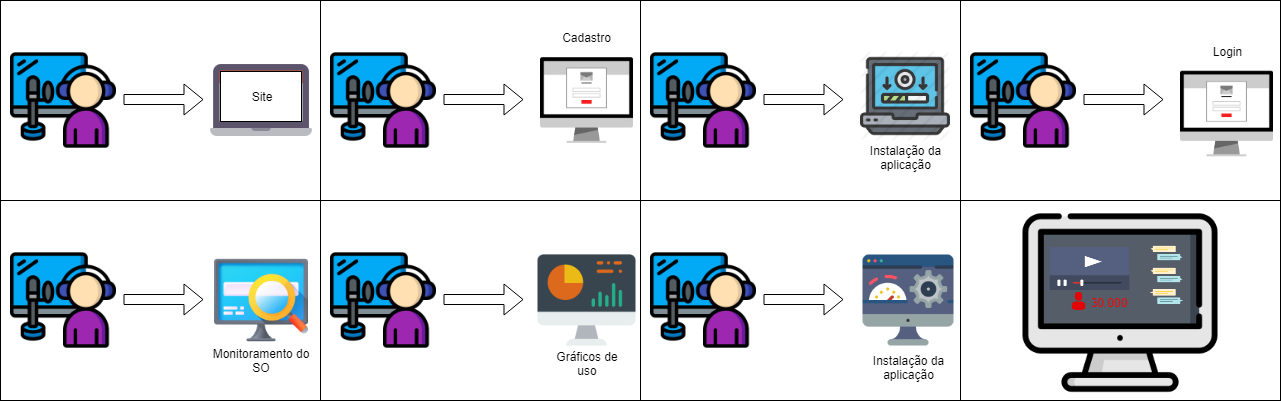 Site
Cadastro
Instalação da
aplicação
Login
Monitoramento do
SO
Gráficos de
uso
Instalação da
aplicação
30.000